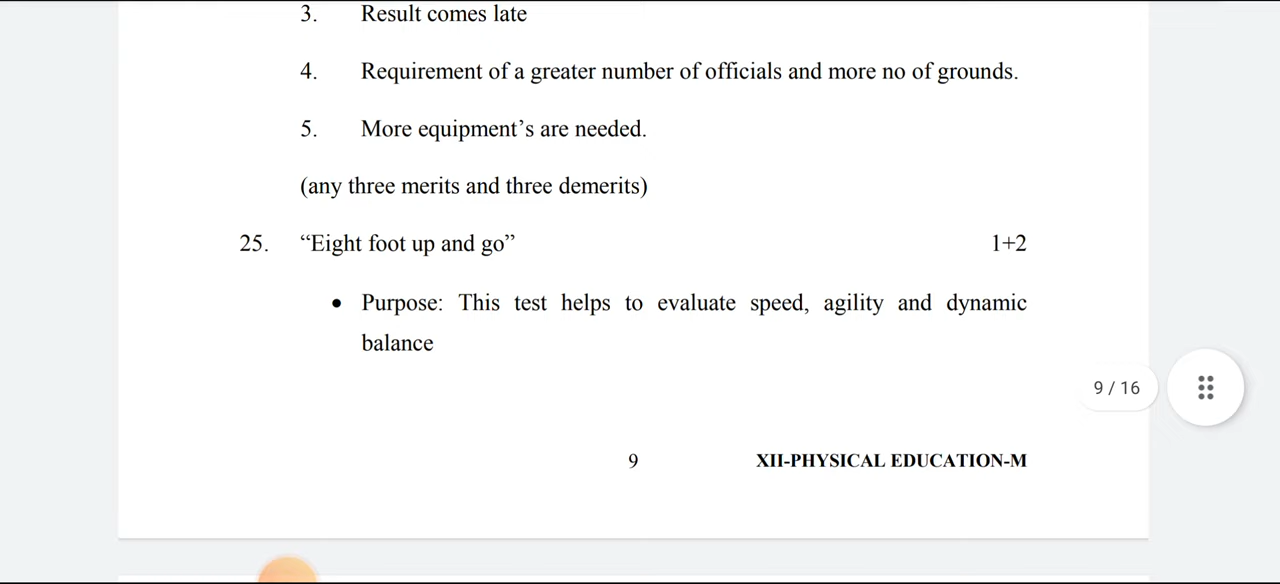 3. Result comes late
4. Requirement of a greater number of officials and more no of grounds.
5. More equipment’s are needed.
(any three merits and three demerits)
25. “Eight foot up and go” 1+2
• Purpose: This test helps to evaluate speed, agility and dynamic
balance
9 / 16
9 XII-PHYSICAL EDUCATION-M